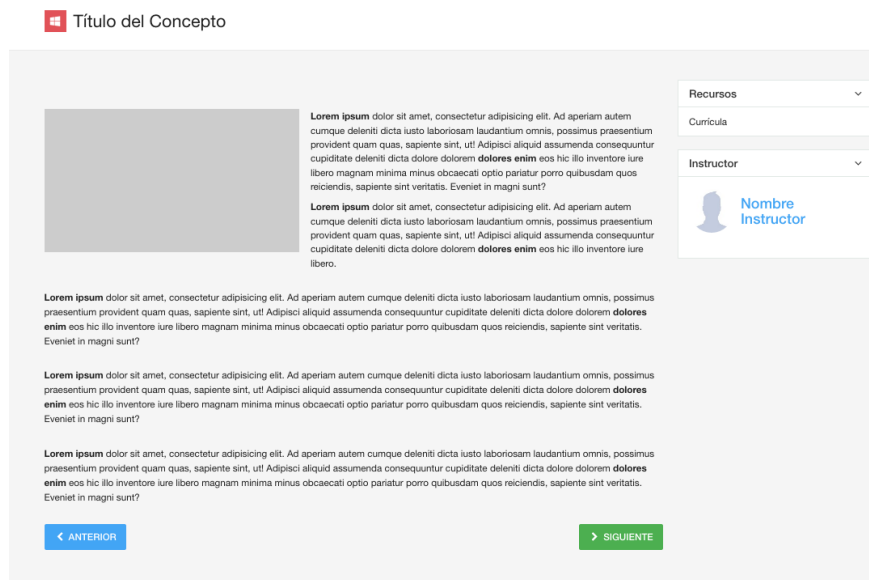 Título del Concepto
Lorem ipsum dolor sit amet, consectetur adipisicing elit. Ad aperiam autem
cumque deleniti dicta iusto laboriosam laudantium omnis, possimus praesentium
provident quam quas, sapiente sint, ut! Adipisci aliquid assumenda consequuntur
cupiditate deleniti dicta dolore dolorem dolores enim eos hic illo inventore iure
libero magnam minima minus obcaecati optio pariatur porro quibusdam quos
reiciendis, sapiente sint veritatis. Eveniet in magni sunt?
Lorem ipsum dolor sit amet, consectetur adipisicing elit. Ad aperiam autem
cumque deleniti dicta iusto laboriosam laudantium omnis, possimus praesentium
provident quam quas, sapiente sint, ut! Adipisci aliquid assumenda consequuntur
cupiditate deleniti dicta dolore dolorem dolores enim eos hic illo inventore iure
libero.
Lorem ipsum dolor sit amet, consectetur adipisicing elit. Ad aperiam autem cumque deleniti dicta iusto laboriosam laudantium omnis, possimus
praesentium provident quam quas, sapiente sint, ut! Adipisci aliquid assumenda consequuntur cupiditate deleniti dicta dolore dolorem dolores
enim eos hic illo inventore iure libero magnam minima minus obcaecati optio pariatur porro quibusdam quos reiciendis, sapiente sint veritatis.
Eveniet in magni sunt?
Lorem ipsum dolor sit amet, consectetur adipisicing elit. Ad aperiam autem cumque deleniti dicta iusto laboriosam laudantium omnis, possimus
praesentium provident quam quas, sapiente sint, ut! Adipisci aliquid assumenda consequuntur cupiditate deleniti dicta dolore dolorem dolores
enim eos hic illo inventore iure libero magnam minima minus obcaecati optio pariatur porro quibusdam quos reiciendis, sapiente sint veritatis.
Eveniet in magni sunt?
Lorem ipsum dolor sit amet, consectetur adipisicing elit. Ad aperiam autem cumque deleniti dicta iusto laboriosam laudantium omnis, possimus
praesentium provident quam quas, sapiente sint, ut! Adipisci aliquid assumenda consequuntur cupiditate deleniti dicta dolore dolorem dolores
enim eos hic illo inventore iure libero magnam minima minus obcaecati optio pariatur porro quibusdam quos reiciendis, sapiente sint veritatis.
Eveniet in magni sunt?
ANTERIOR
SIGUIENTE
Recursos
Currícula
Instructor
Nombre
Instructor